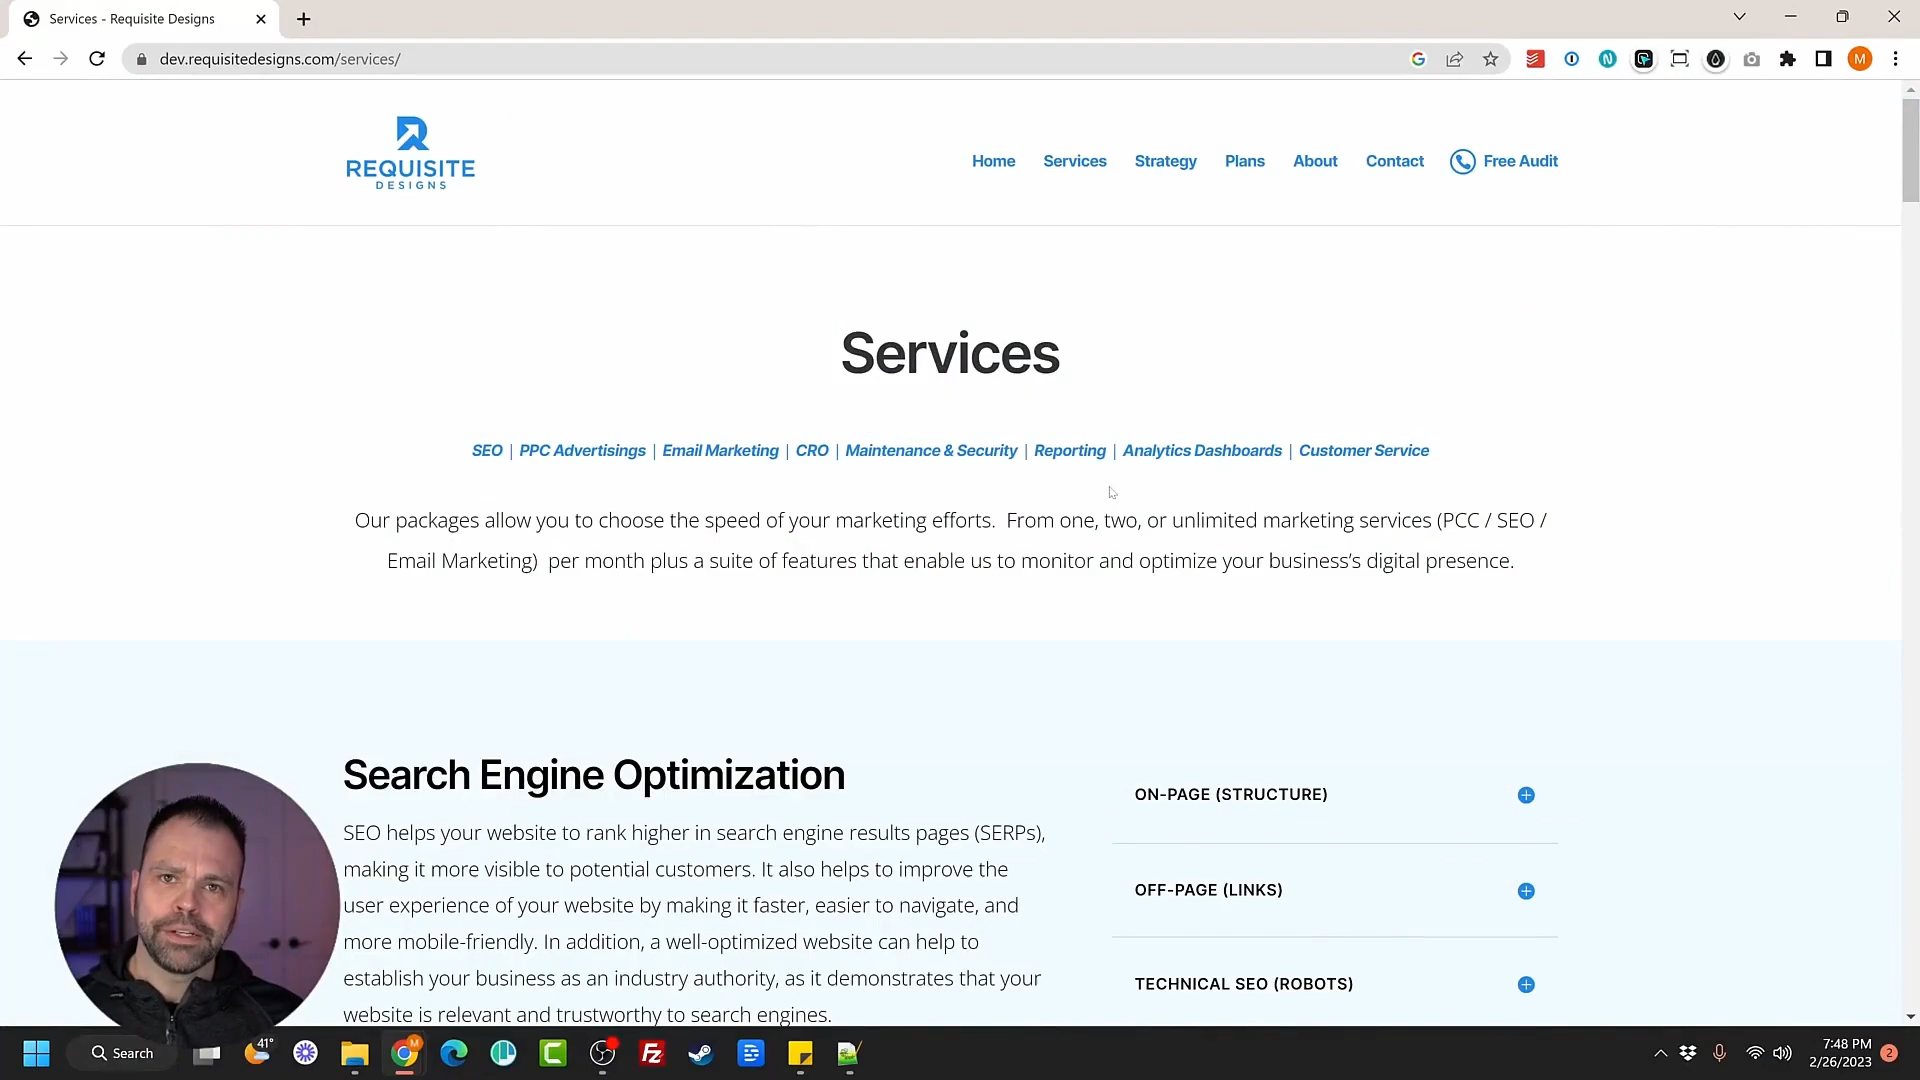 Services - Requisite Designs
dev.requisitedesigns.com/services/
M
REQUISITE
DESIGNS
Home
Services
Strategy
Plans
About
Contact
Free Audit
Services
SEO | PPC Advertisings | Email Marketing | CRO | Maintenance & Security | Reporting | Analytics Dashboards | Customer Service
Our packages allow you to choose the speed of your marketing efforts. From one, two, or unlimited marketing services (PCC / SEO /
Email Marketing) per month plus a suite of features that enable us to monitor and optimize your business's digital presence.
Search Engine Optimization
SEO helps your website to rank higher in search engine results pages (SERPs),
making it more visible to potential customers. It also helps to improve the
user experience of your website by making it faster, easier to navigate, and
more mobile-friendly. In addition, a well-optimized website can help to
establish your business as an industry authority, as it demonstrates that your
website is relevant and trustworthy to search engines.
ON-PAGE (STRUCTURE)
OFF-PAGE (LINKS)
TECHNICAL SEO (ROBOTS)
Search
41°
M
Fz
7:48 PM
2/26/2023
2